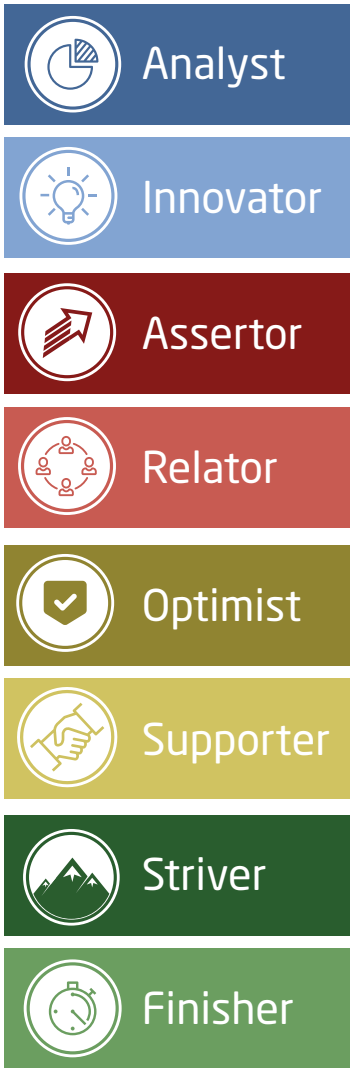 Analyst
Innovator
Assertor
Relator
Optimist
Supporter
Striver
Finisher